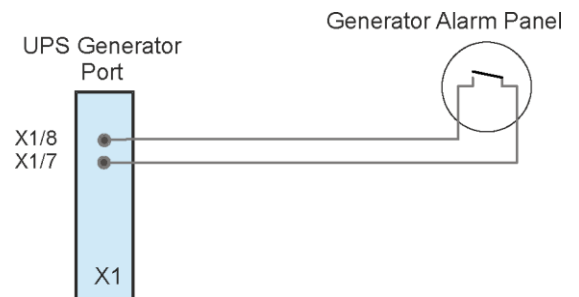 Generator Alarm Panel
UPS Generator
Port
X1/8
X1/7
X1